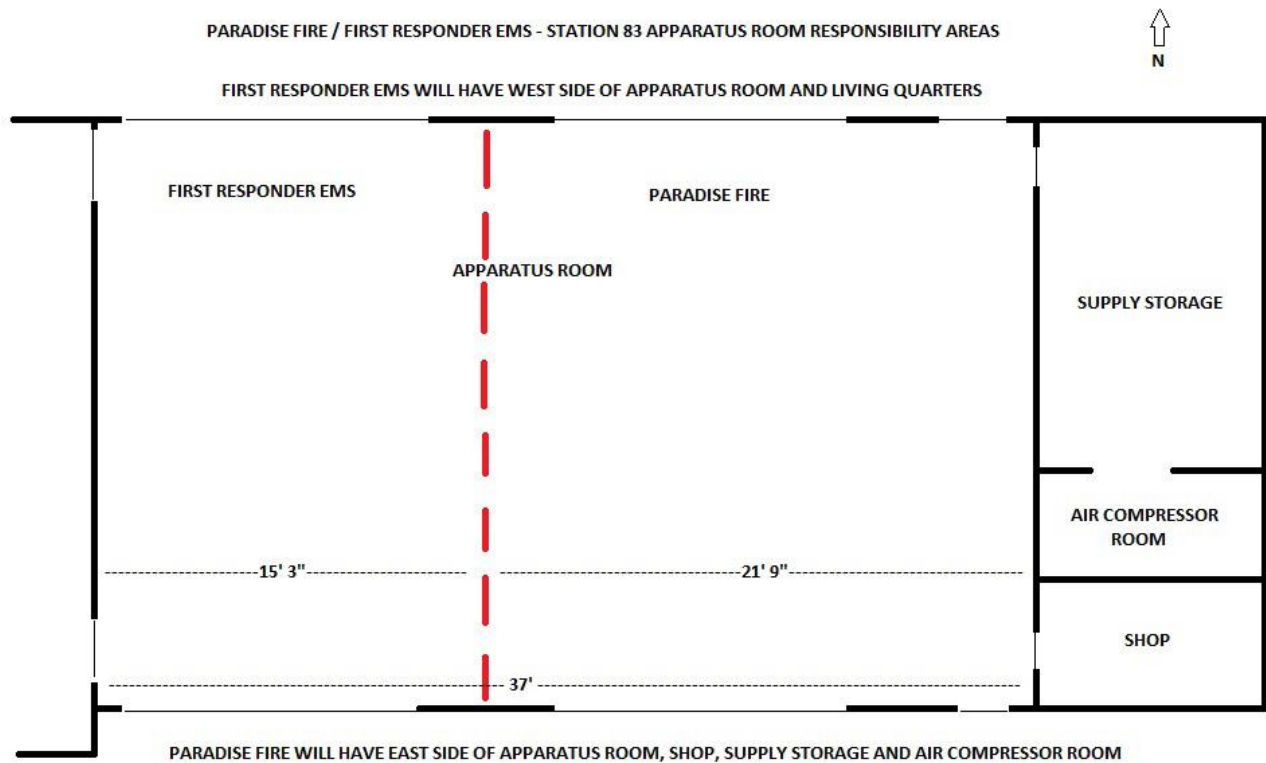 PARADISE FIRE / FIRST RESPONDER EMS - STATION 83 APPARATUS ROOM RESPONSIBILITY AREAS
N
FIRST RESPONDER EMS WILL HAVE WEST SIDE OF APPARATUS ROOM AND LIVING QUARTERS
FIRST RESPONDER EMS
PARADISE FIRE
APPARATUS ROOM
SUPPLY STORAGE
AIR COMPRESSOR
ROOM
15' 3"
21' 9"
SHOP
37'
PARADISE FIRE WILL HAVE EAST SIDE OF APPARATUS ROOM, SHOP, SUPPLY STORAGE AND AIR COMPRESSOR ROOM